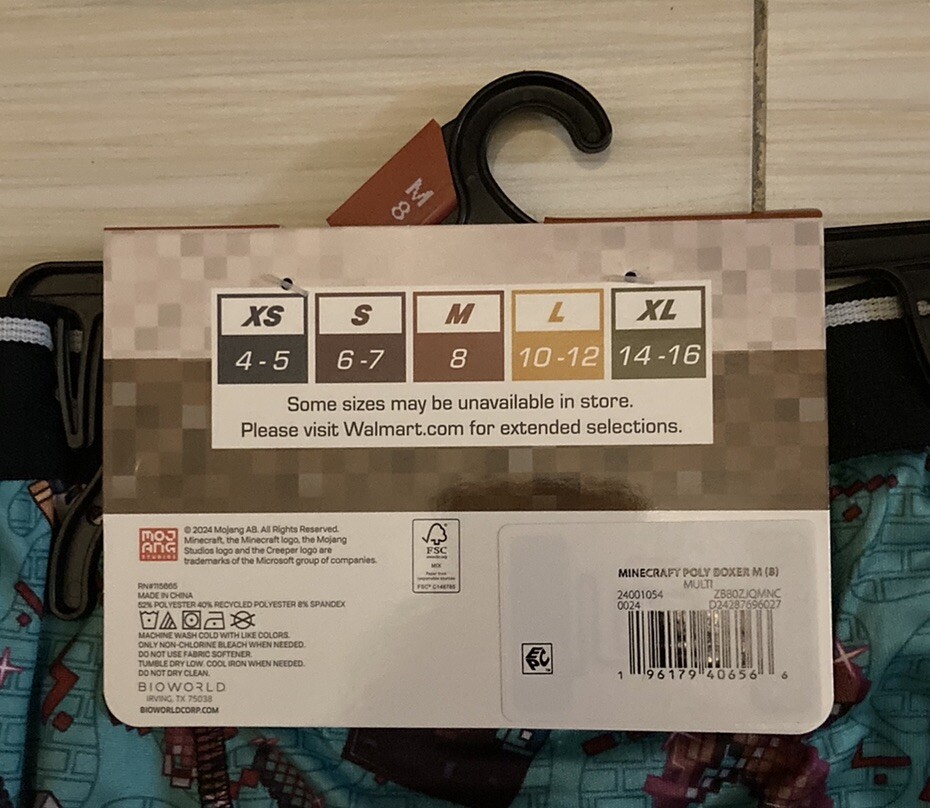 M
8
XS S M L XL
4 - 5 6 - 7 8 10 - 12 14 - 16
Some sizes may be unavailable in store.
Please visit Walmart.com for extended selections.
MOJ
ANG
STUDIOS
© 2024 Mojang AB. All Rights Reserved.
Minecraft, the Minecraft logo, the Mojang
Studios logo and the Creeper logo are
trademarks of the Microsoft group of companies.
FSC
MIX
RN#115665
MADE IN CHINA
52% POLYESTER 40% RECYCLED POLYESTER 8% SPANDEX
MACHINE WASH COLD WITH LIKE COLORS.
ONLY NON-CHLORINE BLEACH WHEN NEEDED.
DO NOT USE FABRIC SOFTENER.
TUMBLE DRY LOW. COOL IRON WHEN NEEDED.
DO NOT DRY CLEAN.
BIOWORLD
IRVING, TX 75038
BIOWORLDCORP.COM
MINECRAFT POLY BOXER M (8)
MULTI
24001054 ZB80ZJQMNC
0024 D24287696027
EPC
1 96179 40656 6